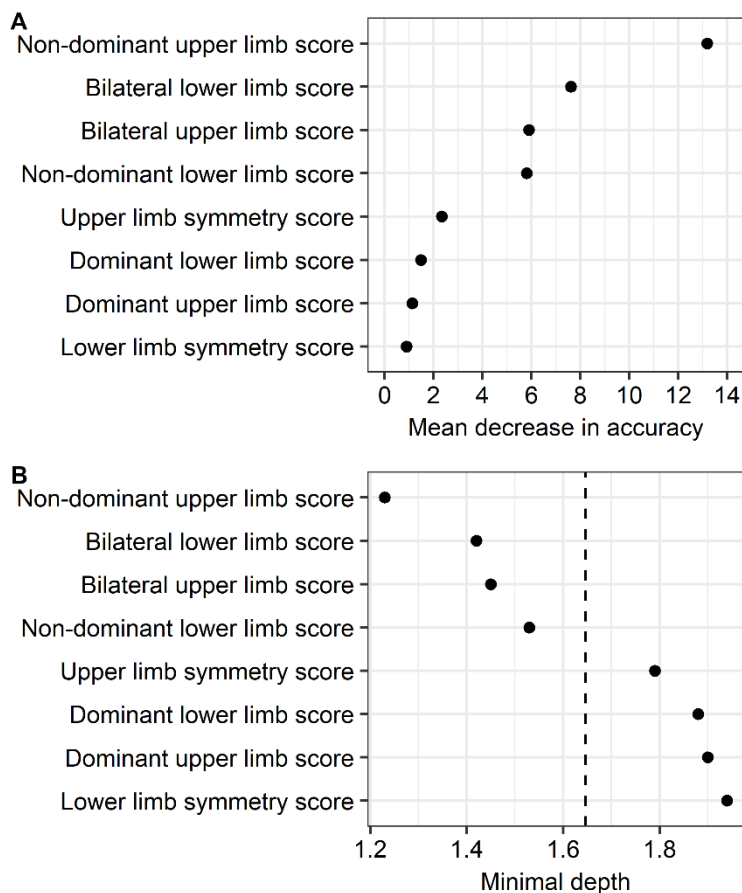 A
Non-dominant upper limb score
Bilateral lower limb score
Bilateral upper limb score
Non-dominant lower limb score
Upper limb symmetry score
Dominant lower limb score
Dominant upper limb score
Lower limb symmetry score
0 2 4 6 8 10 12 14
Mean decrease in accuracy
B
Non-dominant upper limb score
Bilateral lower limb score
Bilateral upper limb score
Non-dominant lower limb score
Upper limb symmetry score
Dominant lower limb score
Dominant upper limb score
Lower limb symmetry score
1.2 1.4 1.6 1.8
Minimal depth